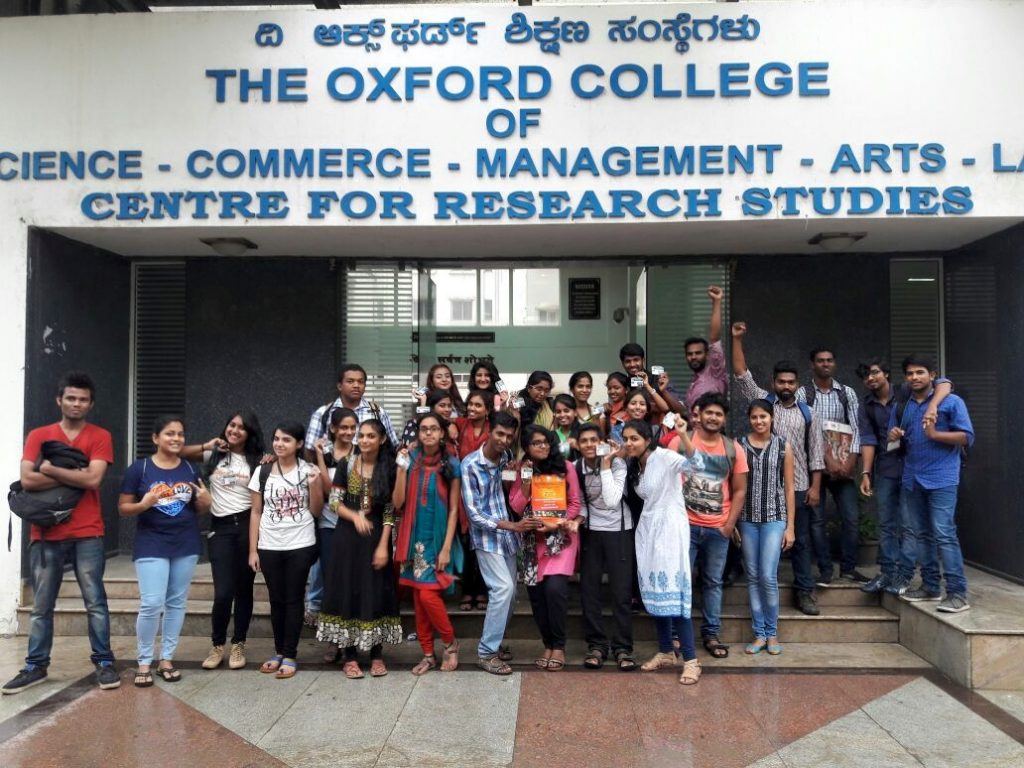 ದಿ ಆಕ್ಸ್‌ಫರ್ಡ್ ಶಿಕ್ಷಣ ಸಂಸ್ಥೆಗಳು
THE OXFORD COLLEGE
OF
CIENCE - COMMERCE - MANAGEMENT - ARTS - LA
CENTRE FOR RESEARCH STUDIES